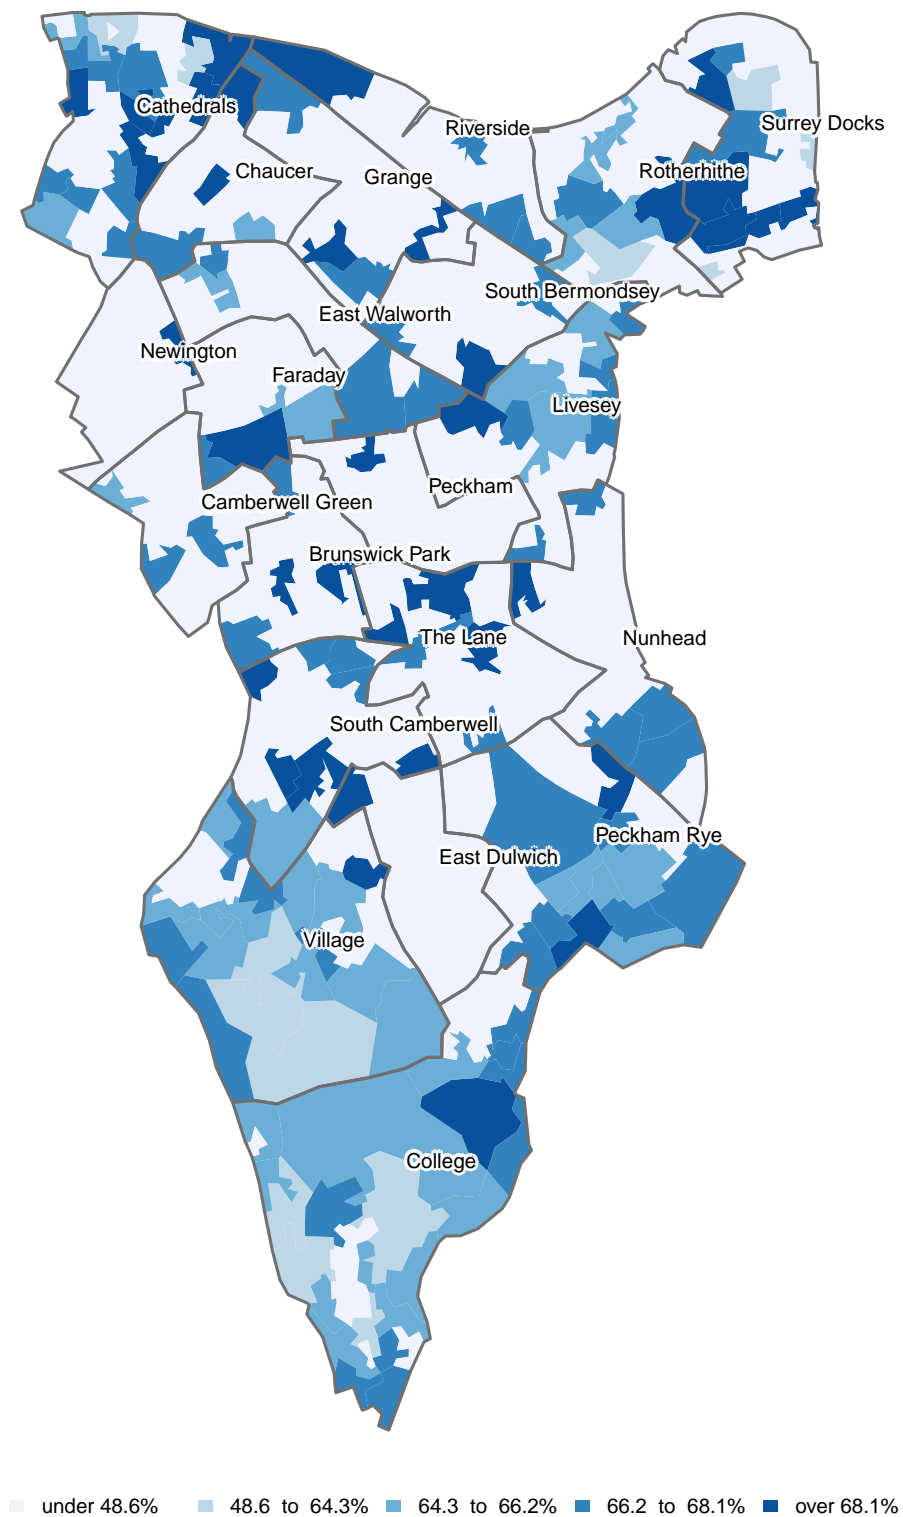 Cathedrals
Surrey Docks
Riverside
Chaucer
Grange
Rotherhithe
South Bermondsey
East Walworth
Newington
Faraday
Livesey
Peckham
Camberwell Green
Brunswick Park
The Lane
Nunhead
South Camberwell
Peckham Rye
East Dulwich
Village
College
under 48.6%
48.6 to 64.3%
64.3 to 66.2%
66.2 to 68.1%
over 68.1%